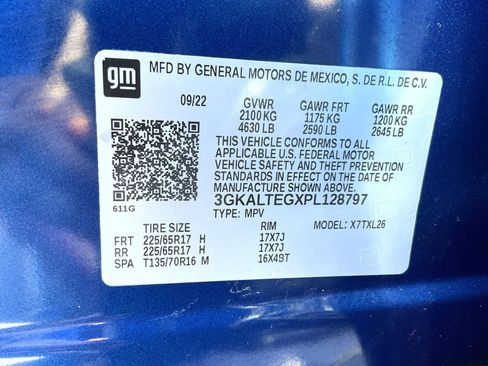 gm MFD BY GENERAL MOTORS DE MEXICO, S. DE R.L. DE C.V.
09/22 GVWR GAWR FRT GAWR RR
2100 KG 1175 KG 1200 KG
4630 LB 2590 LB 2645 LB
THIS VEHICLE CONFORMS TO ALL
APPLICABLE U.S. FEDERAL MOTOR
VEHICLE SAFETY AND THEFT PREVENTION
STANDARDS IN EFFECT ON THE DATE OF
MANUFACTURE SHOWN ABOVE.
3GKALTEGXPL128797
611G TYPE: MPV MODEL: X7TXL26
TIRE SIZE RIM
FRT 225/65R17 H 17X7J
RR 225/65R17 H 17X7J
SPA T135/70R16 M 16X4BT